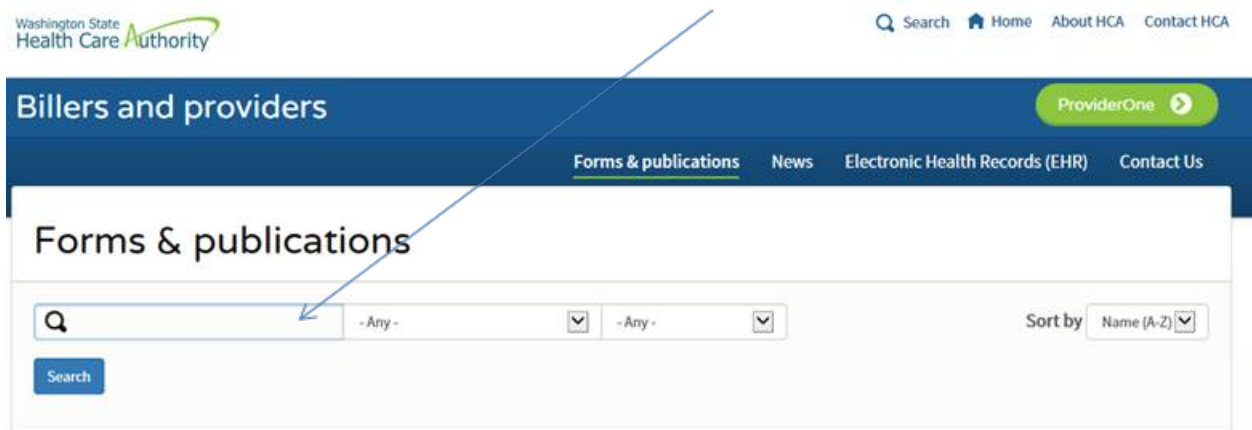 Washington State
Health Care Authority
Search Home About HCA Contact HCA
Billers and providers
ProviderOne
Forms & publications News Electronic Health Records (EHR) Contact Us
Forms & publications
- Any - - Any - Sort by Name (A-Z)
Search